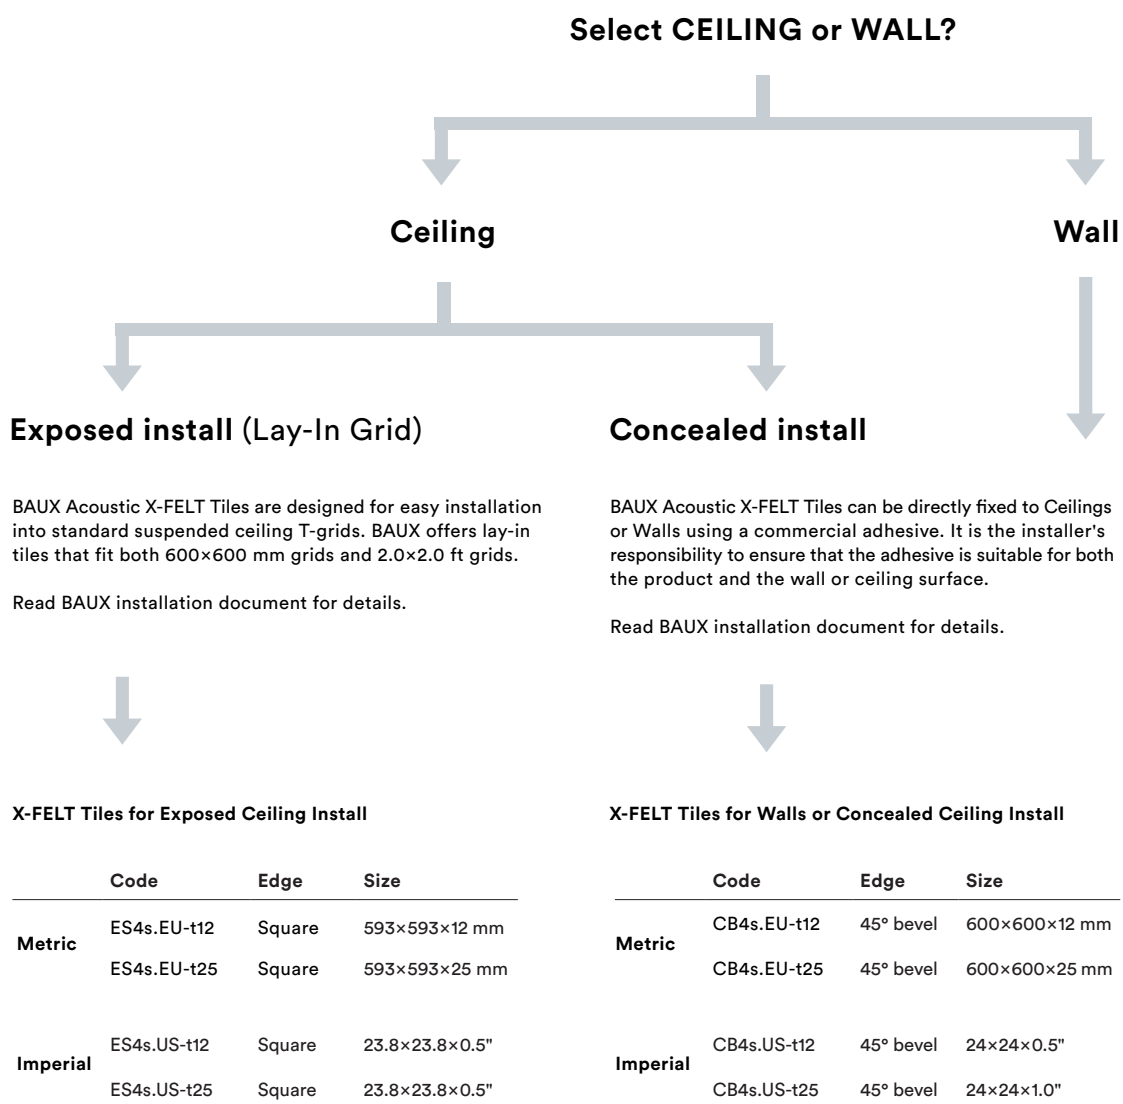 Select CEILING or WALL?
Ceiling
Wall
Exposed install (Lay-In Grid)
BAUX Acoustic X-FELT Tiles are designed for easy installation
into standard suspended ceiling T-grids. BAUX offers lay-in
tiles that fit both 600×600 mm grids and 2.0×2.0 ft grids.
Read BAUX installation document for details.
Concealed install
BAUX Acoustic X-FELT Tiles can be directly fixed to Ceilings
or Walls using a commercial adhesive. It is the installer's
responsibility to ensure that the adhesive is suitable for both
the product and the wall or ceiling surface.
Read BAUX installation document for details.
X-FELT Tiles for Exposed Ceiling Install
Code Edge Size
Metric
ES4s.EU-t12 Square 593×593×12 mm
ES4s.EU-t25 Square 593×593×25 mm
Imperial
ES4s.US-t12 Square 23.8×23.8×0.5"
ES4s.US-t25 Square 23.8×23.8×0.5"
X-FELT Tiles for Walls or Concealed Ceiling Install
Code Edge Size
Metric
CB4s.EU-t12 45° bevel 600×600×12 mm
CB4s.EU-t25 45° bevel 600×600×25 mm
Imperial
CB4s.US-t12 45° bevel 24×24×0.5"
CB4s.US-t25 45° bevel 24×24×1.0"